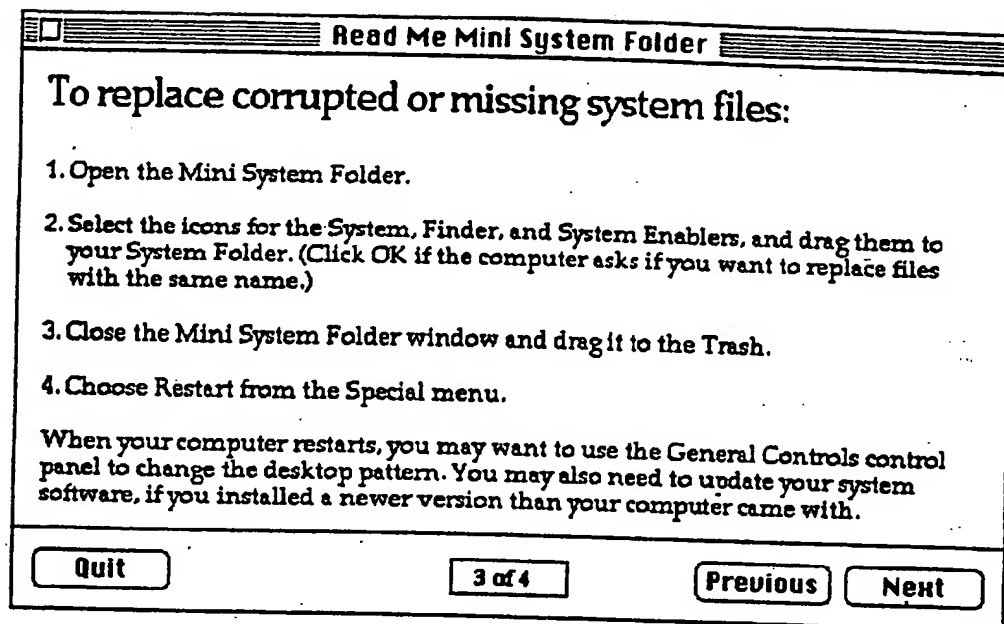 Read Me Mini System Folder
To replace corrupted or missing system files:
1. Open the Mini System Folder.
2. Select the icons for the System, Finder, and System Enablers, and drag them to
your System Folder. (Click OK if the computer asks if you want to replace files
with the same name.)
3. Close the Mini System Folder window and drag it to the Trash.
4. Choose Restart from the Special menu.
When your computer restarts, you may want to use the General Controls control
panel to change the desktop pattern. You may also need to update your system
software, if you installed a newer version than your computer came with.
Quit
3 of 4
Previous
Next